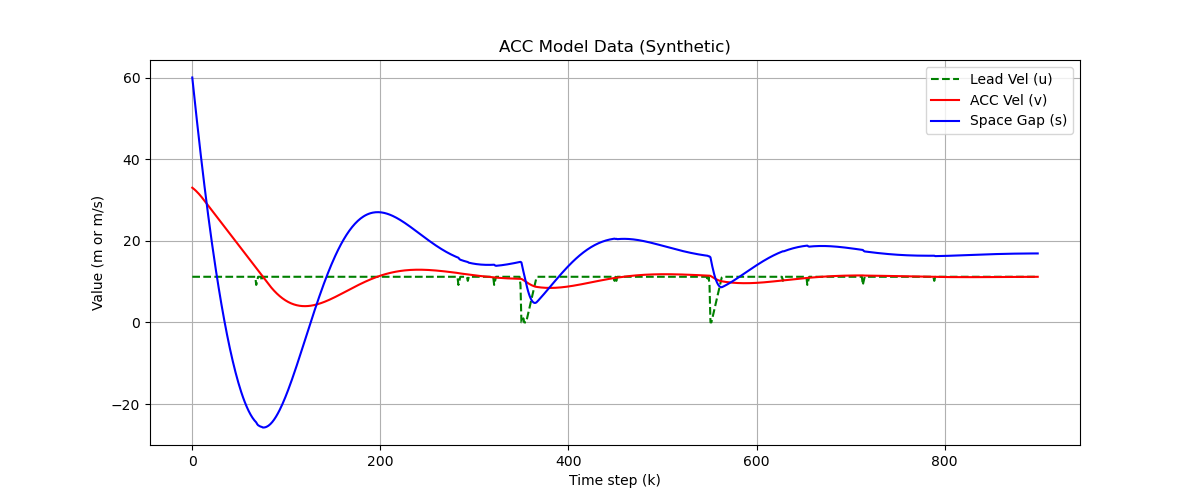 ACC Model Data (Synthetic)
Lead Vel (u)
ACC Vel (v)
Space Gap (s)
Value (m or m/s)
60
40
20
0
−20
0 200 400 600 800
Time step (k)